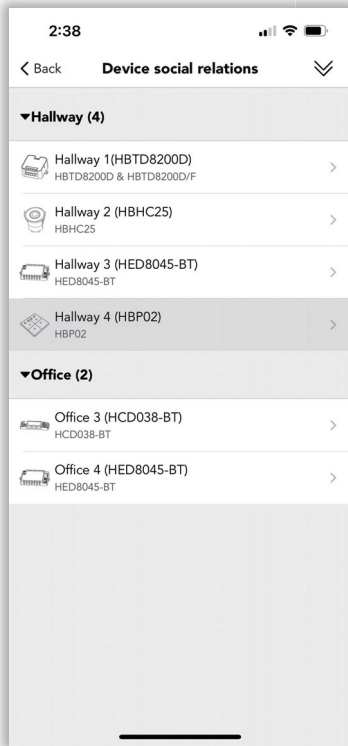 2:38
Back Device social relations
▼Hallway (4)
Hallway 1(HBTD8200D)
HBTD8200D & HBTD8200D/F
Hallway 2 (HBHC25)
HBHC25
Hallway 3 (HED8045-BT)
HED8045-BT
Hallway 4 (HBP02)
HBP02
▼Office (2)
Office 3 (HCD038-BT)
HCD038-BT
Office 4 (HED8045-BT)
HED8045-BT